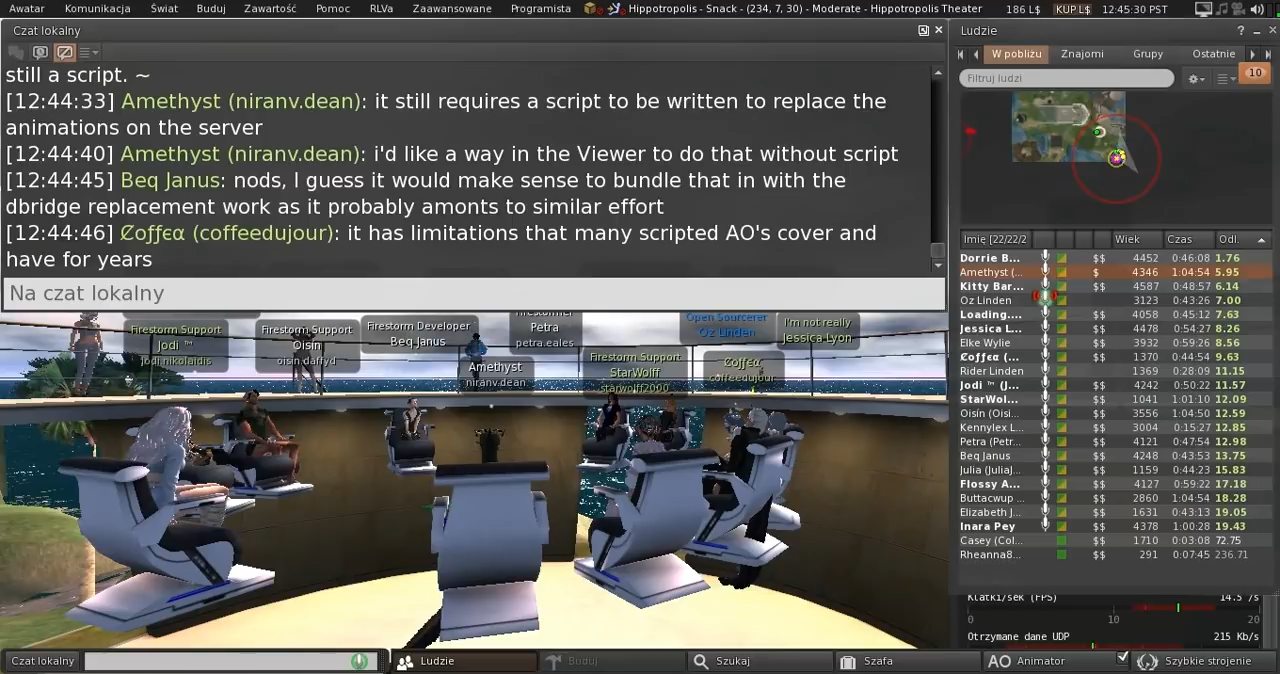 Awatar Komunikacja Świat Buduj Zawartość Pomoc RLVa Zaawansowane Programista Hippotropolis - Snack - (234, 7, 30) - Moderate - Hippotropolis Theater 186 L$ KUP L$ 12:45:30 PST
Czat lokalny
still a script. ~
[12:44:33] Amethyst (niranv.dean): it still requires a script to be written to replace the
animations on the server
[12:44:40] Amethyst (niranv.dean): i'd like a way in the Viewer to do that without script
[12:44:45] Beq Janus: nods, I guess it would make sense to bundle that in with the
dbridge replacement work as it probably amonts to similar effort
[12:44:46] Ȼoƒƒєα (coffeedujour): it has limitations that many scripted AO's cover and
have for years
Na czat lokalny
Firestorm Support
Jodi ™
jodi.nikolaidis
Firestorm Support
Oisin
oisin.daffyd
Firestorm Developer
Beq Janus
Amethyst
niranv.dean
Petra
petra.eales
Firestorm Support
StarWolff
starwolff2000
Open Sourcerer
Oz Linden
Ȼoƒƒєα
coffeedujour
I'm not really
Jessica Lyon
Ludzie
W pobliżu Znajomi Grupy Ostatnie
Filtruj ludzi
10
Imię [22/22/2 Wiek Czas Odl.
Dorrie B... $$ 4452 0:46:08 1.76
Amethyst (... $ 4346 1:04:54 5.95
Kitty Bar... $$ 4587 0:48:57 6.14
Oz Linden 3123 0:43:26 7.00
Loading.... $$ 4058 0:45:12 7.63
Jessica L... $$ 4478 0:54:27 8.26
Elke Wylie $$ 3932 0:59:26 8.56
Ȼoƒƒєα (... $$ 1370 0:44:54 9.63
Rider Linden 1369 0:28:09 11.15
Jodi ™ (J... $$ 4242 0:50:22 11.57
StarWol... $$ 1041 0:01:10 12.09
Oisín (Oisi... $$ 3556 1:04:50 12.59
Kennylex L... $$ 3004 0:15:27 12.85
Petra (Petr... $$ 4121 0:47:54 12.98
Beq Janus $$ 4248 0:43:53 13.75
Julia (JuliaJ... $$ 1159 0:44:23 15.83
Flossy A... $$ 4127 0:59:22 17.18
Buttacwup ... $$ 2860 1:04:54 18.28
Elizabeth J... $$ 1631 0:43:13 19.05
Inara Pey $$ 4378 1:00:28 19.43
Casey (Col... $$ 1710 0:03:08 72.75
Rheanna8... $$ 291 0:07:45 236.71
Klatki/sek (FPS) 14.5 /s
0 10 20
Otrzymane dane UDP 215 Kb/s
Czat lokalny Ludzie Buduj Szukaj Szafa AO Animator Szybkie strojenie